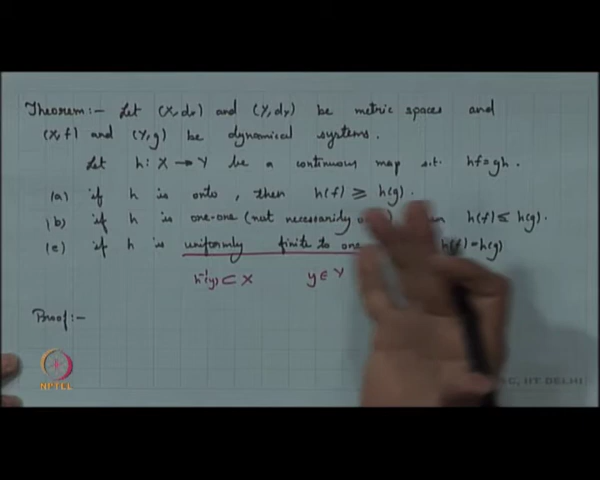 Theorem:- Let (X, dₓ) and (Y, dᵧ) be metric spaces and
(X, f) and (Y, g) be dynamical systems.
Let h: X → Y be a continuous map s.t. hf = gh.
(a) if h is onto, then h(f) ≥ h(g).
(b) if h is one-one (not necessarily h(f) ≤ h(g).
(c) if h is uniformly finite to one h(f) = h(g)
h⁻¹(y) ⊂ X y ∈ Y
Proof:-
NPTEL
C, IIT DELHI